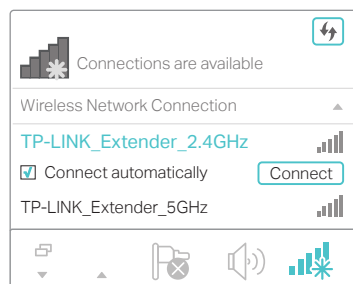 Connections are available
Wireless Network Connection
TP-LINK_Extender_2.4GHz
Connect automatically
Connect
TP-LINK_Extender_5GHz